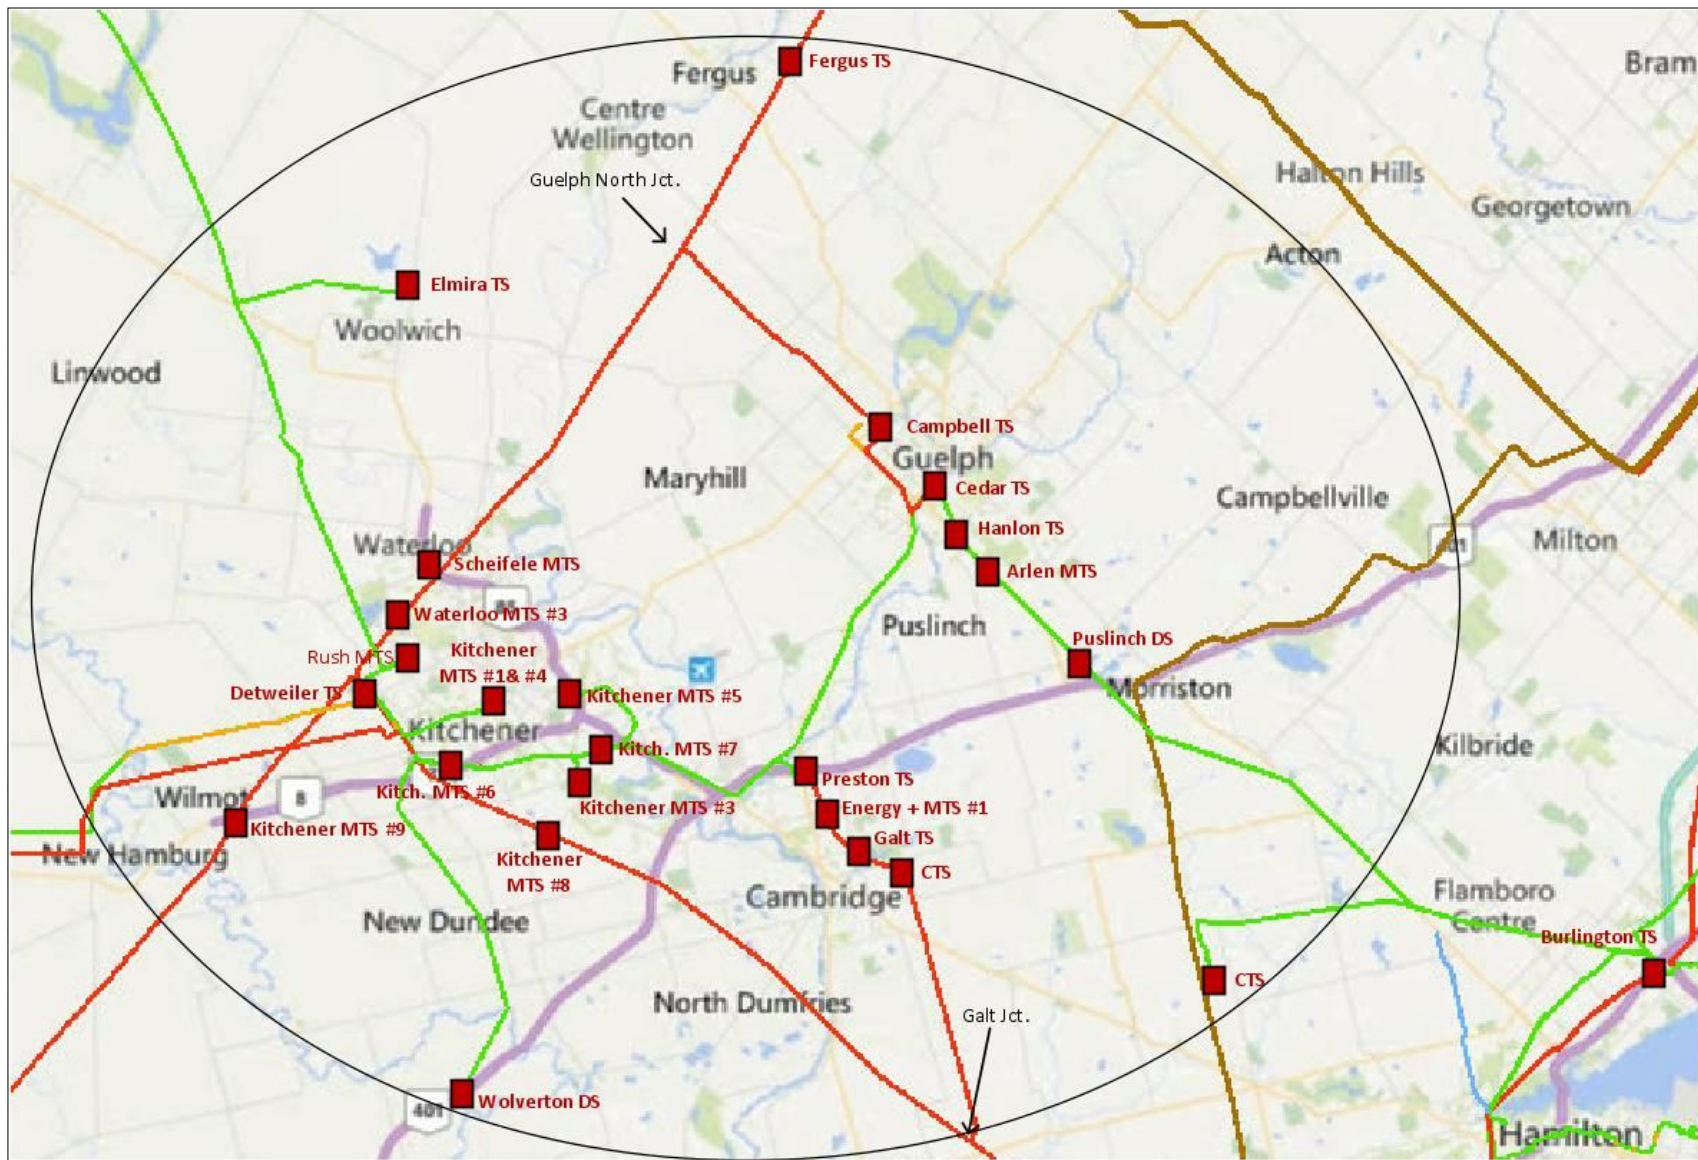 Bram
Fergus TS
Fergus
Centre
Wellington
Guelph North Jct.
Halton Hills
Georgetown
Acton
Elmira TS
Woolwich
Linwood
Campbell TS
Guelph
Maryhill
Cedar TS
Campbellville
Hanlon TS
Milton
Waterloo
Scheifele MTS
Arlen MTS
401
Waterloo MTS #3
Puslinch
Puslinch DS
Rush MTS
Kitchener
MTS #1& #4
Detweiler TS
Kitchener MTS #5
Morriston
Kitchener
Kitch. MTS #7
Kilbride
Preston TS
Kitch. MTS #6
Wilmot
8
Kitchener MTS #3
Energy + MTS #1
Kitchener MTS #9
Galt TS
New Hamburg
Kitchener
MTS #8
CTS
Cambridge
Flamboro
Centre
New Dundee
Burlington TS
CTS
North Dumfries
Galt Jct.
401
Wolverton DS
Hamilton